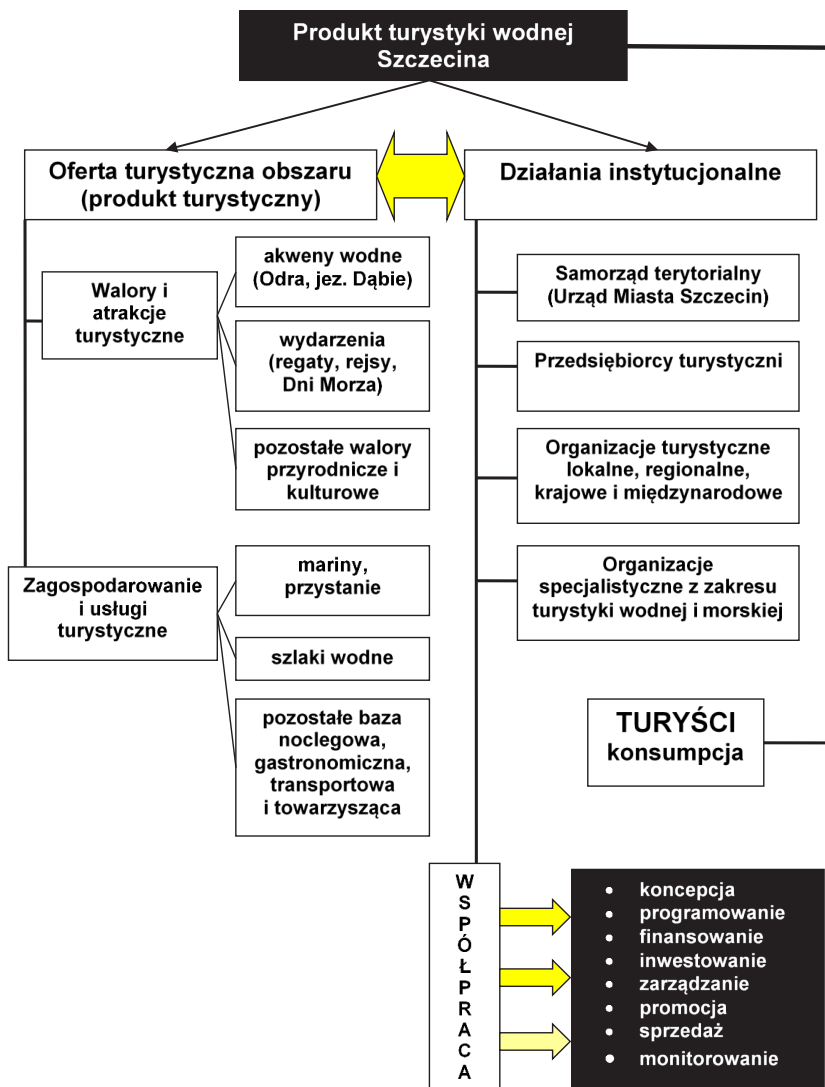 Produkt turystyki wodnej
Szczecina
Oferta turystyczna obszaru
(produkt turystyczny)
Działania instytucjonalne
Walory i
atrakcje
turystyczne
akweny wodne
(Odra, jez. Dąbie)
wydarzenia
(regaty, rejsy,
Dni Morza)
pozostałe walory
przyrodnicze i
kulturowe
Zagospodarowanie
i usługi
turystyczne
mariny,
przystanie
szlaki wodne
pozostałe baza
noclegowa,
gastronomiczna,
transportowa
i towarzysząca
Samorząd terytorialny
(Urząd Miasta Szczecin)
Przedsiębiorcy turystyczni
Organizacje turystyczne
lokalne, regionalne,
krajowe i międzynarodowe
Organizacje
specjalistyczne z zakresu
turystyki wodnej i morskiej
TURYŚCI
konsumpcja
WSPÓŁPRACA
• koncepcja
• programowanie
• finansowanie
• inwestowanie
• zarządzanie
• promocja
• sprzedaż
• monitorowanie